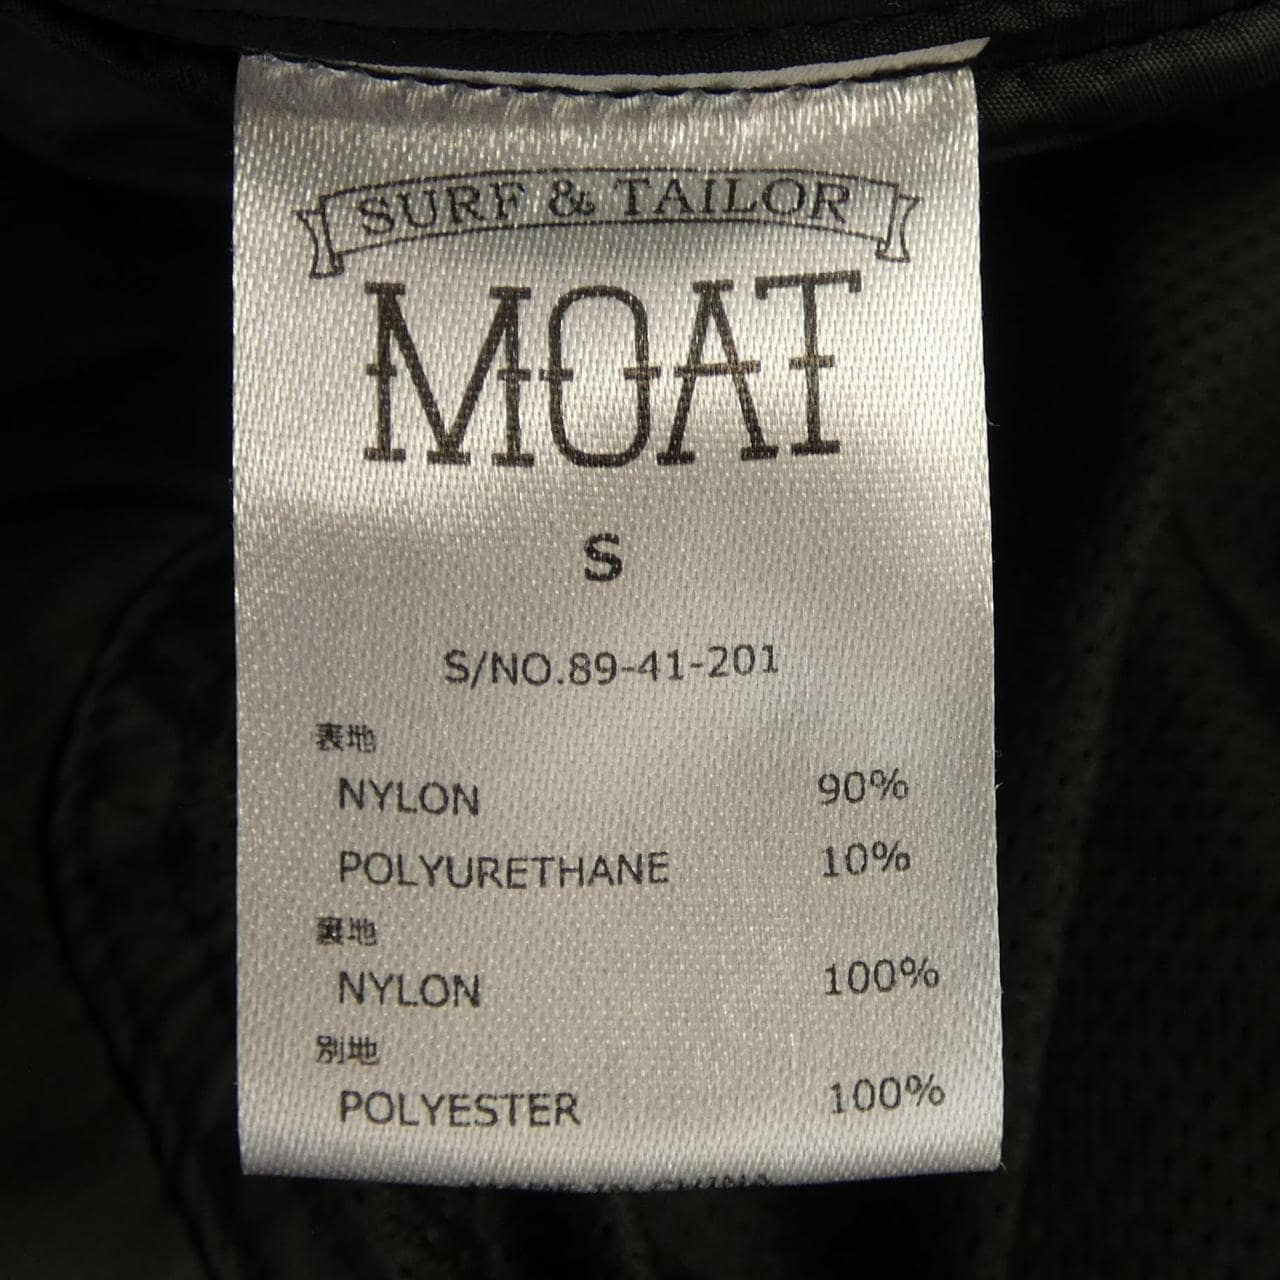 SURF & TAILOR
MOAT
S
S/NO.89-41-201
表地
NYLON 90%
POLYURETHANE 10%
裏地
NYLON 100%
別地
POLYESTER 100%